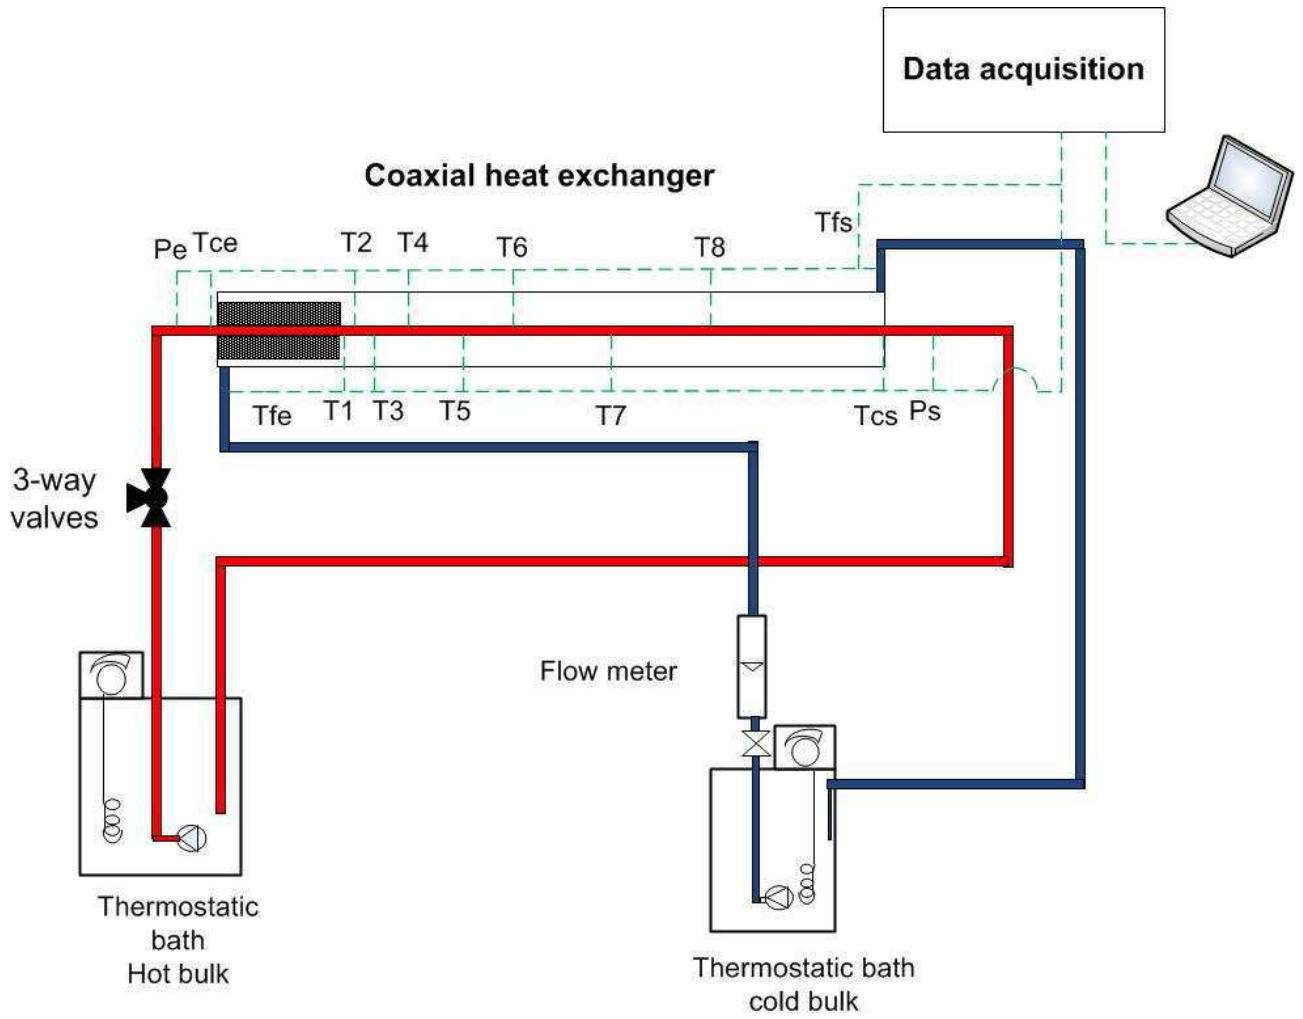 Data acquisition
Coaxial heat exchanger
Tfs
Pe Tce T2 T4 T6 T8
Tfe T1 T3 T5 T7 Tcs Ps
3-way
valves
Flow meter
Thermostatic
bath
Hot bulk
Thermostatic bath
cold bulk